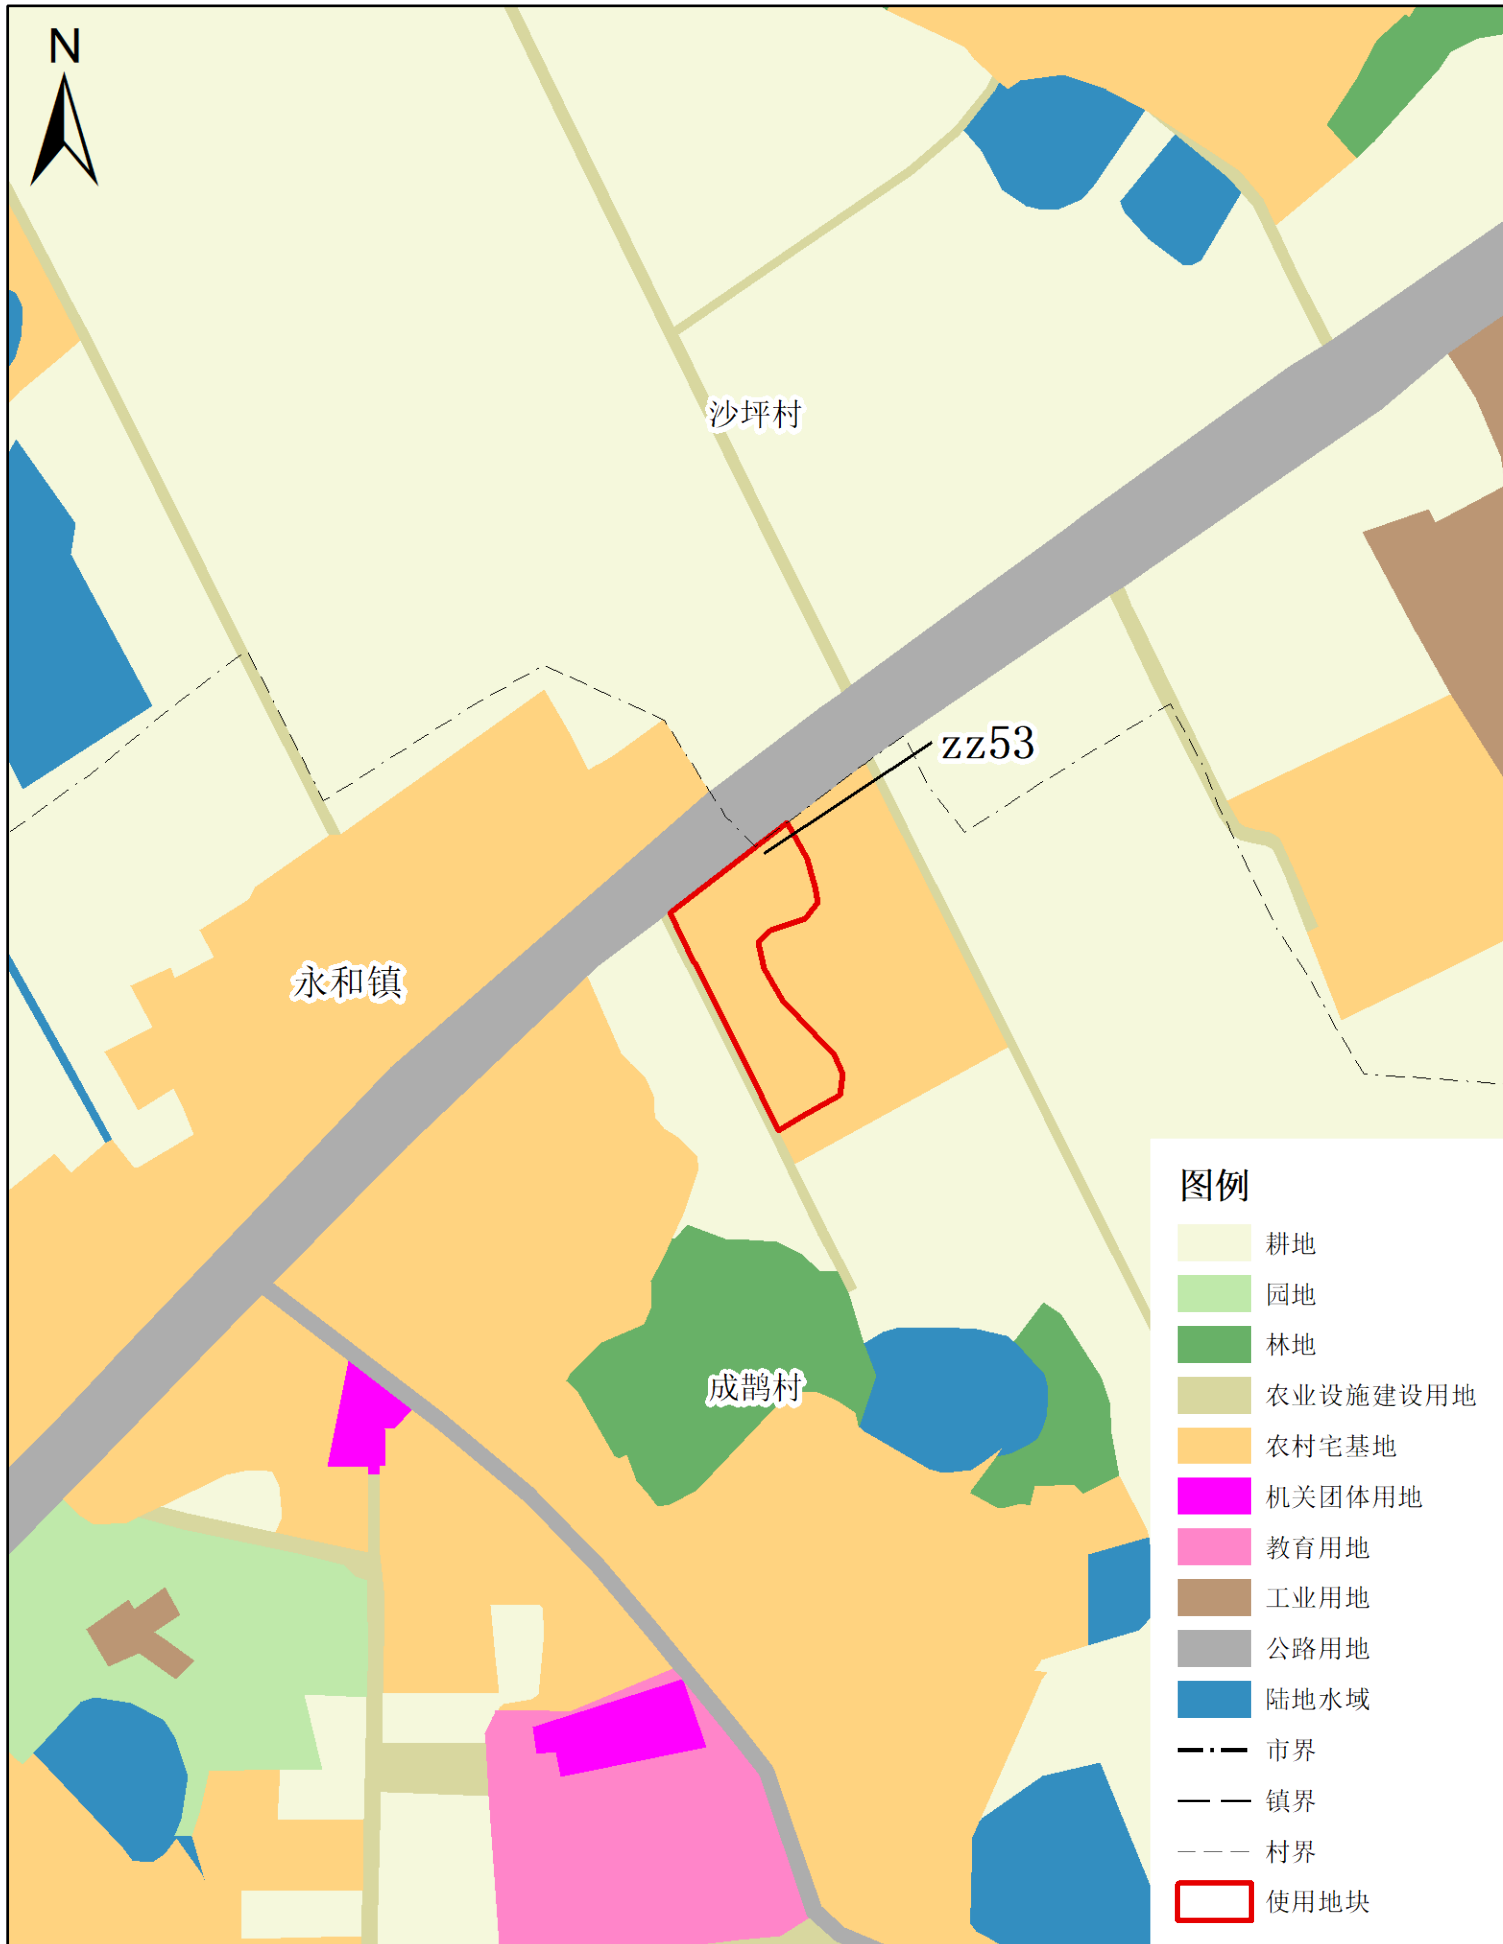 N
沙坪村
zz53
永和镇
成鹊村
图例
耕地
园地
林地
农业设施建设用地
农村宅基地
机关团体用地
教育用地
工业用地
公路用地
陆地水域
市界
镇界
村界
使用地块